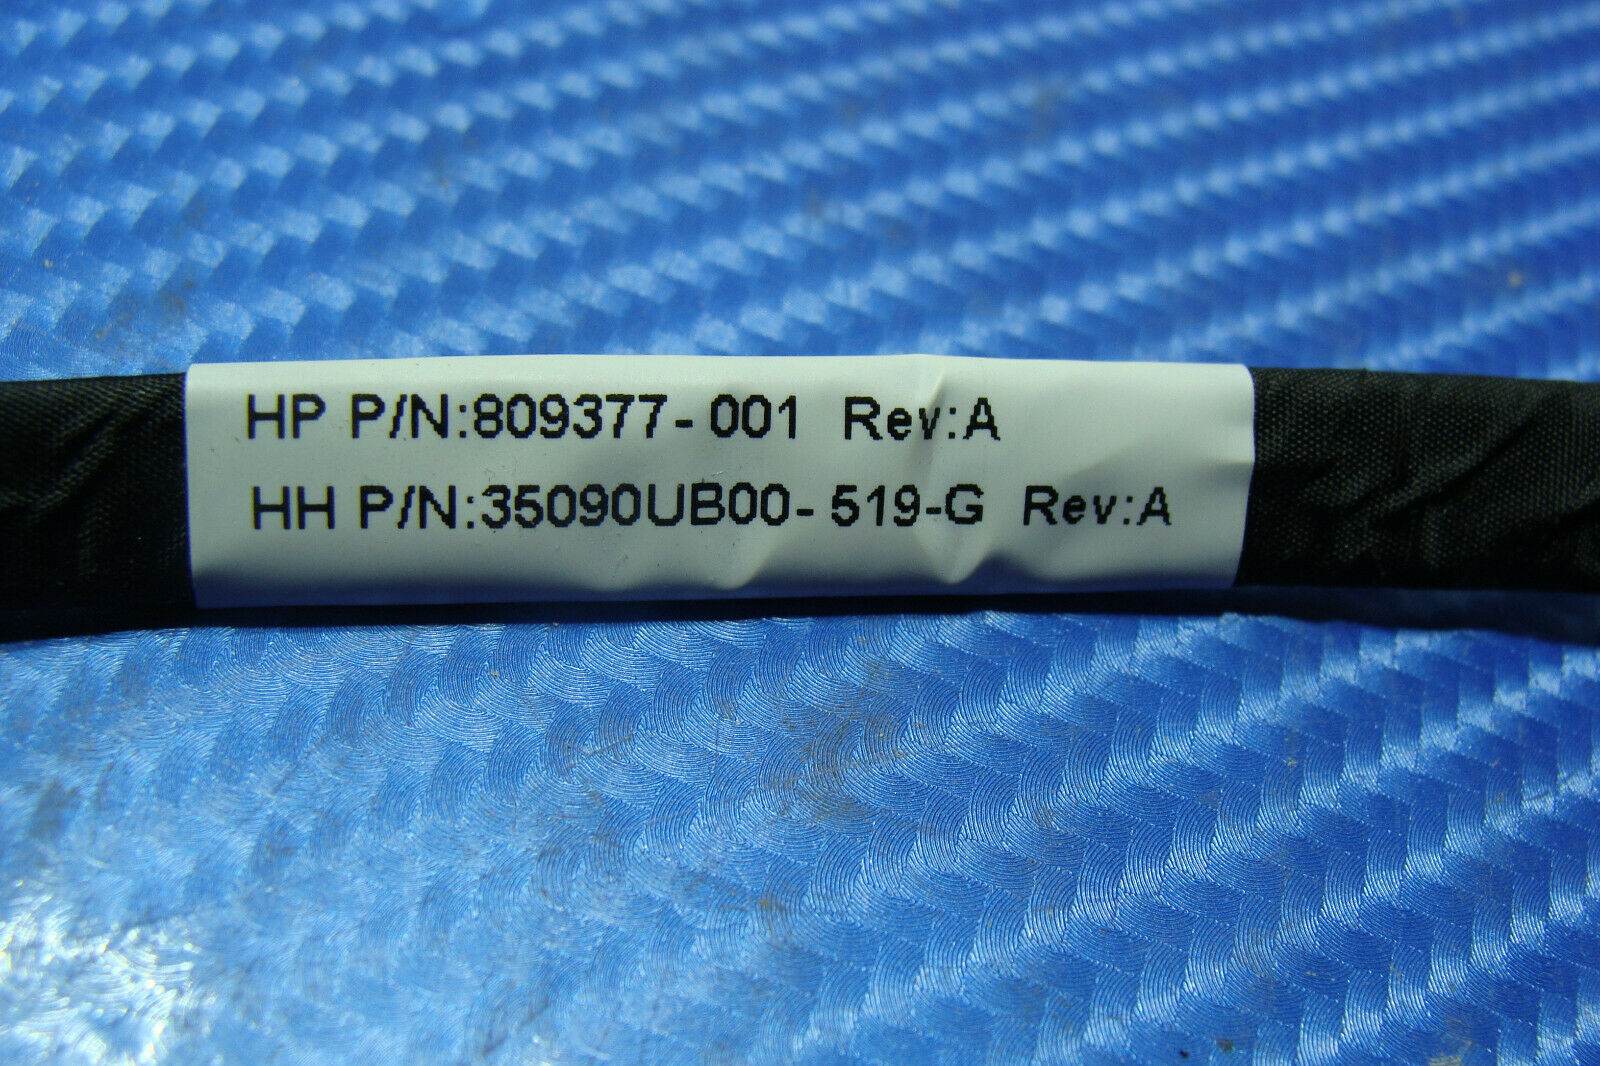 HP P/N:809377-001 Rev:A
HH P/N:35090UB00-519-G Rev:A